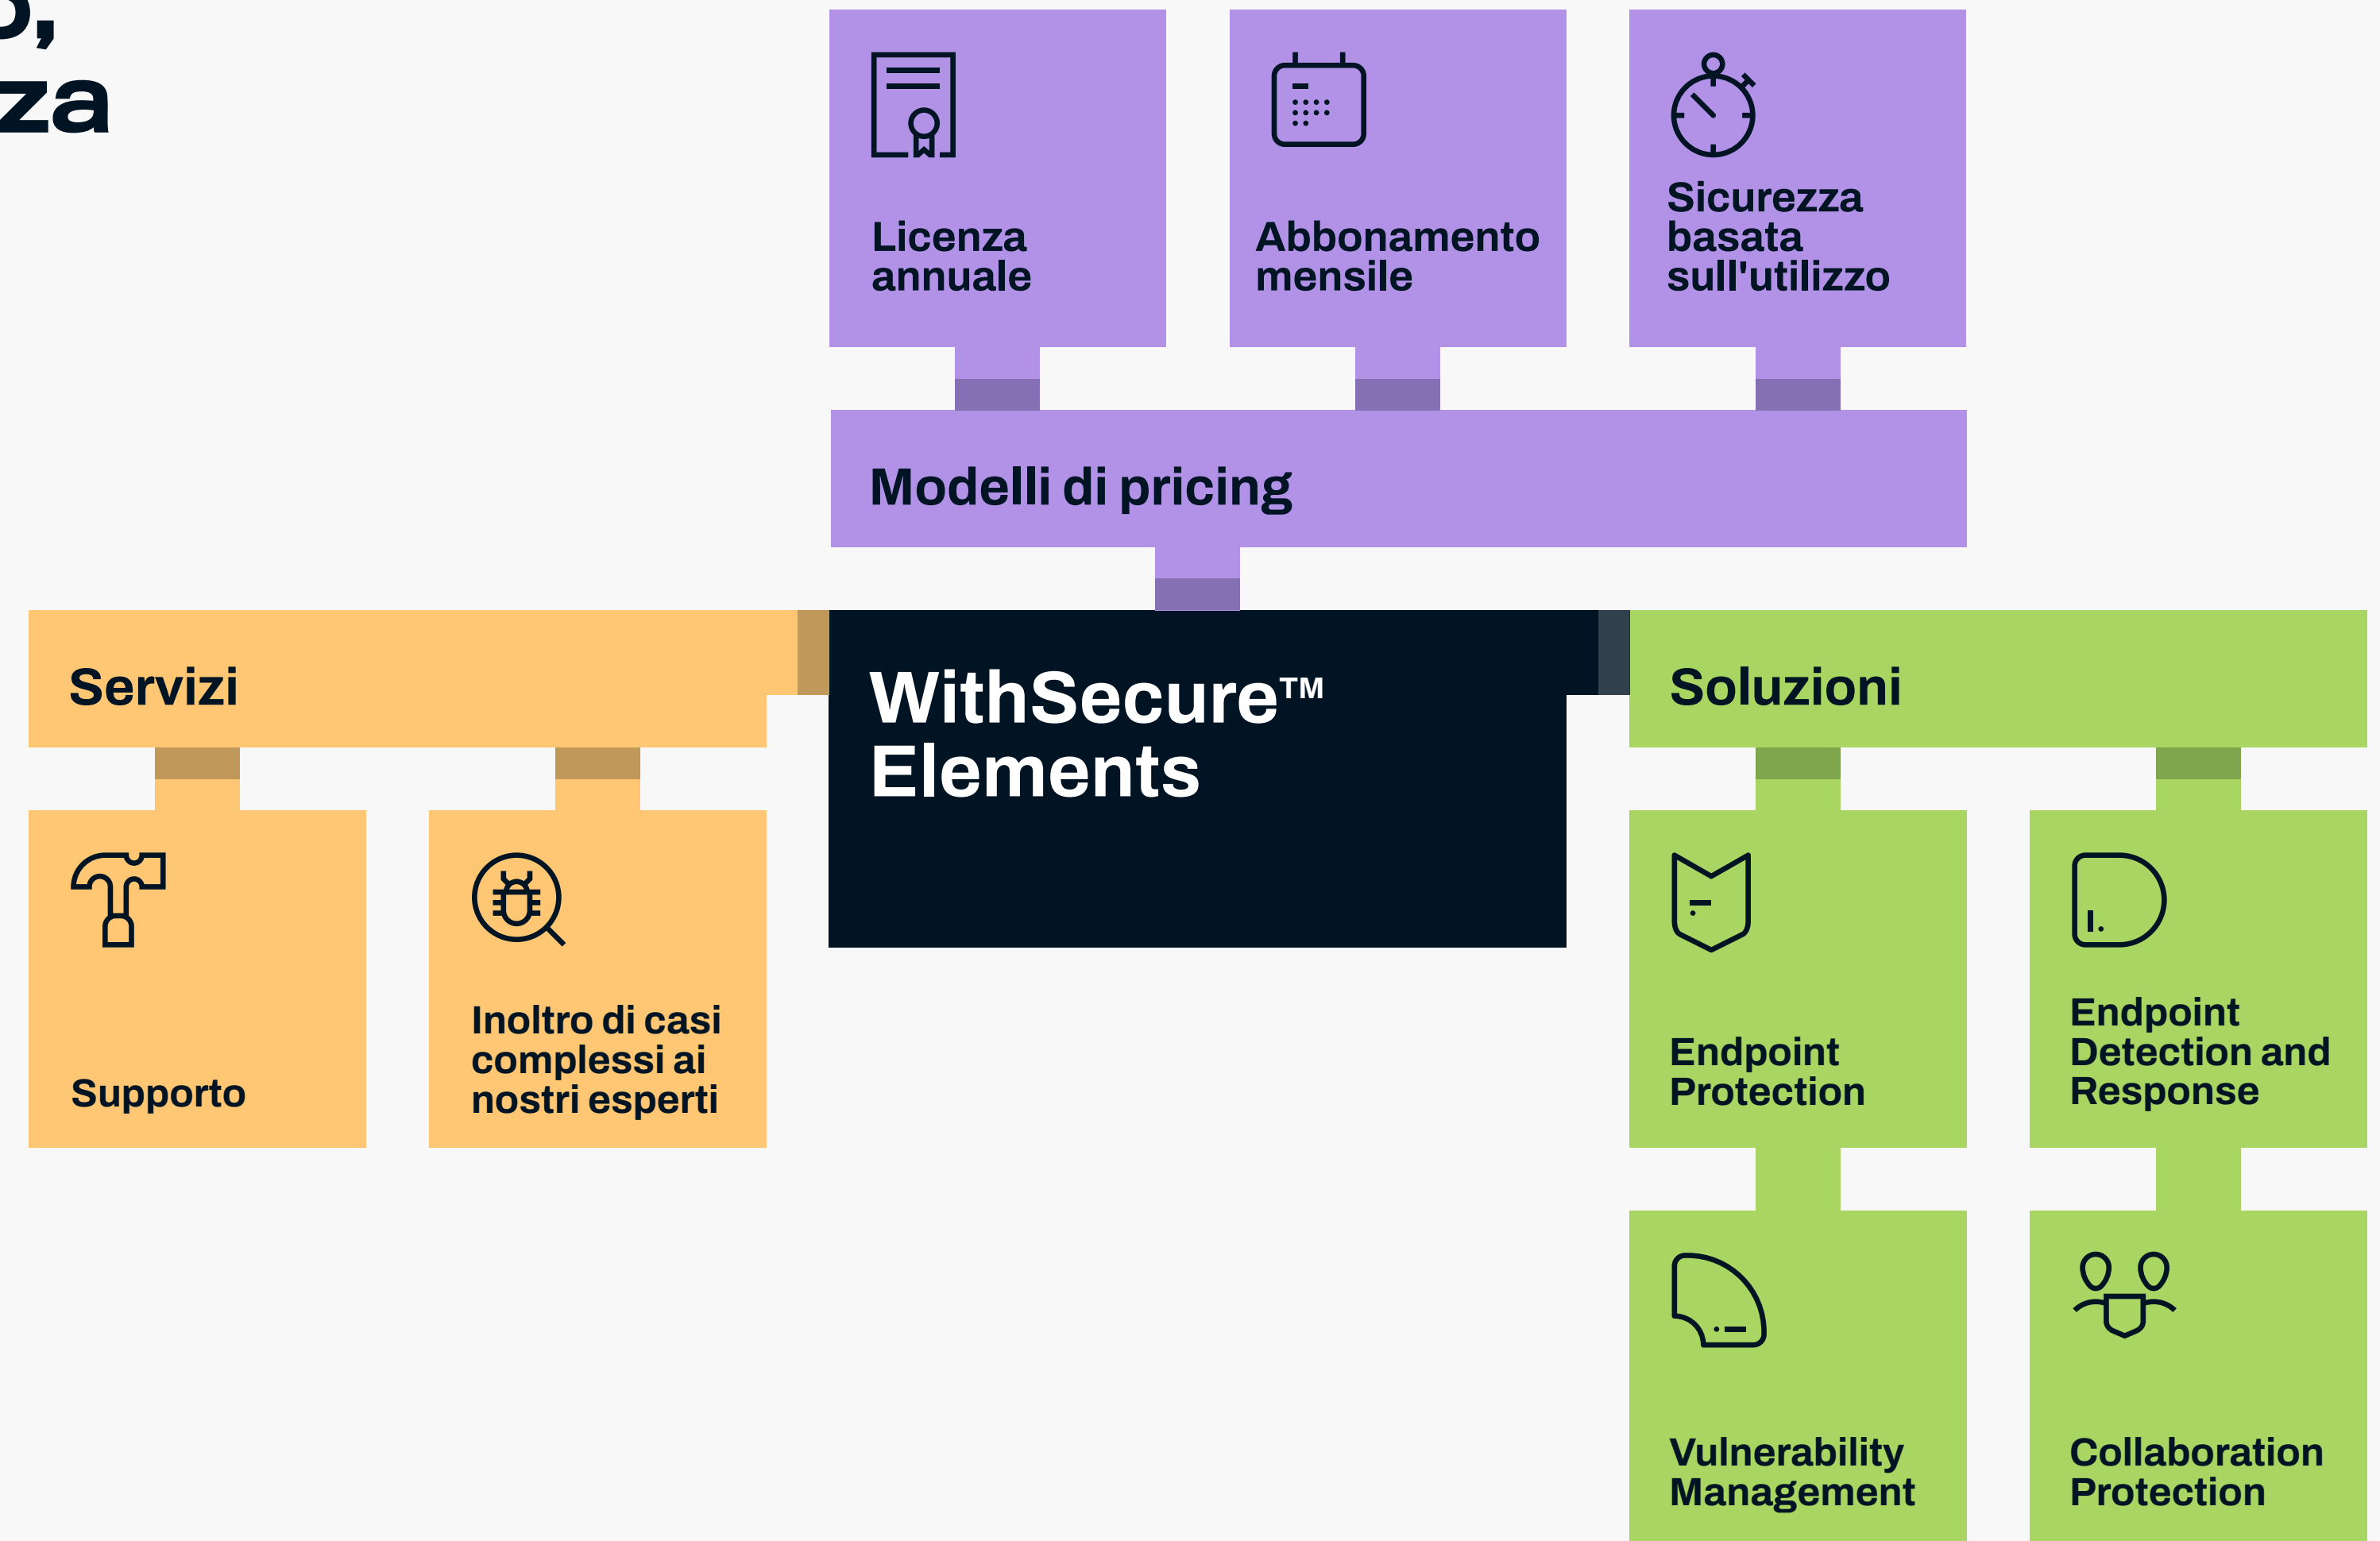 Licenza
annuale
Abbonamento
mensile
Sicurezza
basata
sull'utilizzo
Modelli di pricing
Servizi
WithSecure™
Elements
Soluzioni
Supporto
Inoltro di casi
complessi ai
nostri esperti
Endpoint
Protection
Endpoint
Detection and
Response
Vulnerability
Management
Collaboration
Protection